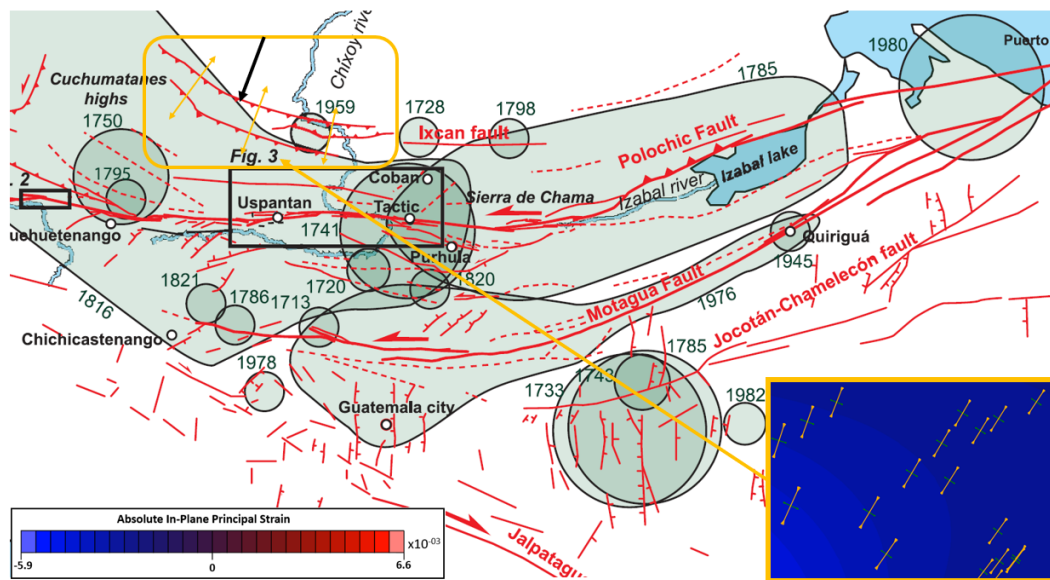 1980
Puerto
Chíxoy river
Cuchumatanes
highs
1785
1959
1728
1798
1750
Ixcan fault
Polochic Fault
Fig. 3
1795
. 2
Coban
Izabal lake
Izabal river
Uspantan
Tactic
Sierra de Chama
uehuetenango
1741
Purhula
Quiriguá
1945
1821
1720
1820
1816
1786
1713
Motagua Fault
1976
Jocotán-Chamelecón fault
Chichicastenango
1978
1785
1743
1733
1982
Guatemala city
Jalpatagu
Absolute In-Plane Principal Strain
x10-03
-5.9
0
6.6